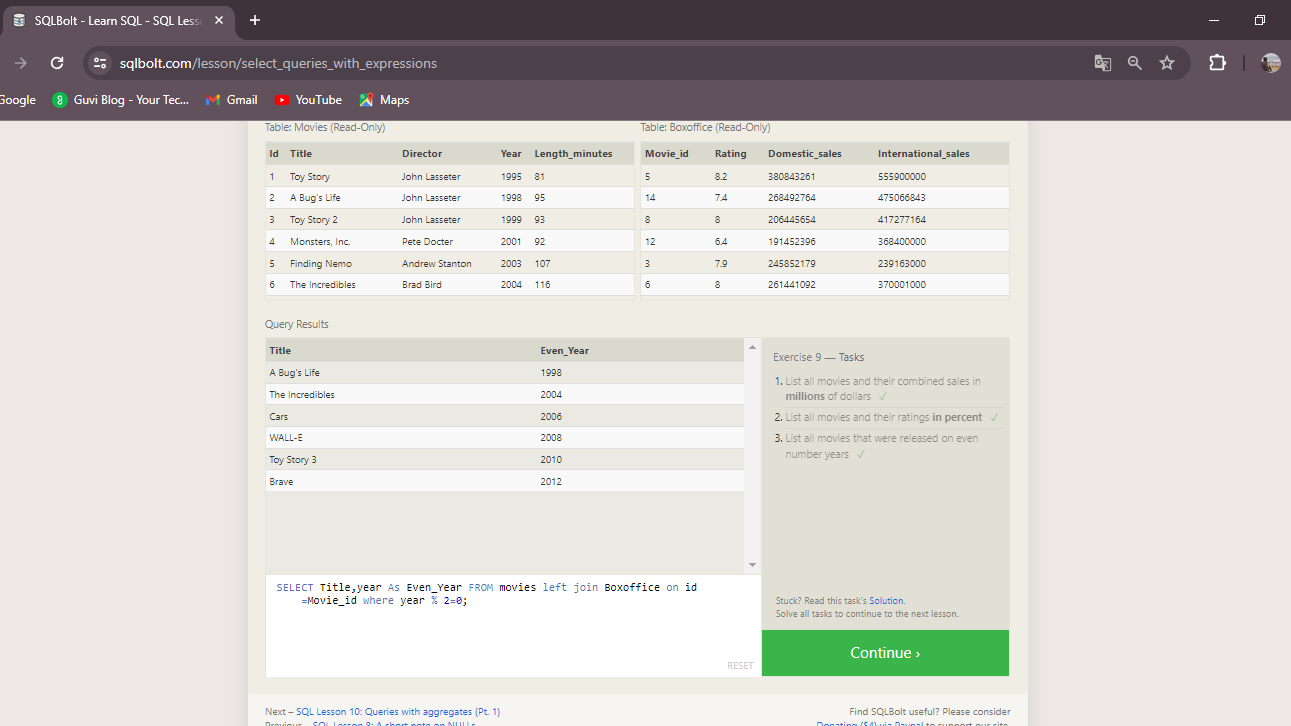 SQLBolt - Learn SQL - SQL Less
sqlbolt.com/lesson/select_queries_with_expressions
Google Guvi Blog - Your Tec... Gmail YouTube Maps
Table: Movies (Read-Only) Table: Boxoffice (Read-Only)
Id Title Director Year Length_minutes Movie_id Rating Domestic_sales International_sales
1 Toy Story John Lasseter 1995 81 5 8.2 380843261 555900000
2 A Bug's Life John Lasseter 1998 95 14 7.4 268492764 475066843
3 Toy Story 2 John Lasseter 1999 93 8 8 206445654 417277164
4 Monsters, Inc. Pete Docter 2001 92 12 6.4 191452396 368400000
5 Finding Nemo Andrew Stanton 2003 107 3 7.9 245852179 239163000
6 The Incredibles Brad Bird 2004 116 6 8 261441092 370001000
Query Results
Title Even_Year
A Bug's Life 1998
The Incredibles 2004
Cars 2006
WALL-E 2008
Toy Story 3 2010
Brave 2012
SELECT Title,year As Even_Year FROM movies left join Boxoffice on id
=Movie_id where year % 2=0;
RESET
Exercise 9 — Tasks
1. List all movies and their combined sales in
millions of dollars ✓
2. List all movies and their ratings in percent ✓
3. List all movies that were released on even
number years ✓
Stuck? Read this task's Solution.
Solve all tasks to continue to the next lesson.
Continue ›
Next – SQL Lesson 10: Queries with aggregates (Pt. 1)
Previous – SQL Lesson 8: A short note on NULLs
Find SQLBolt useful? Please consider
Donating ($4) via Paypal to support our site.